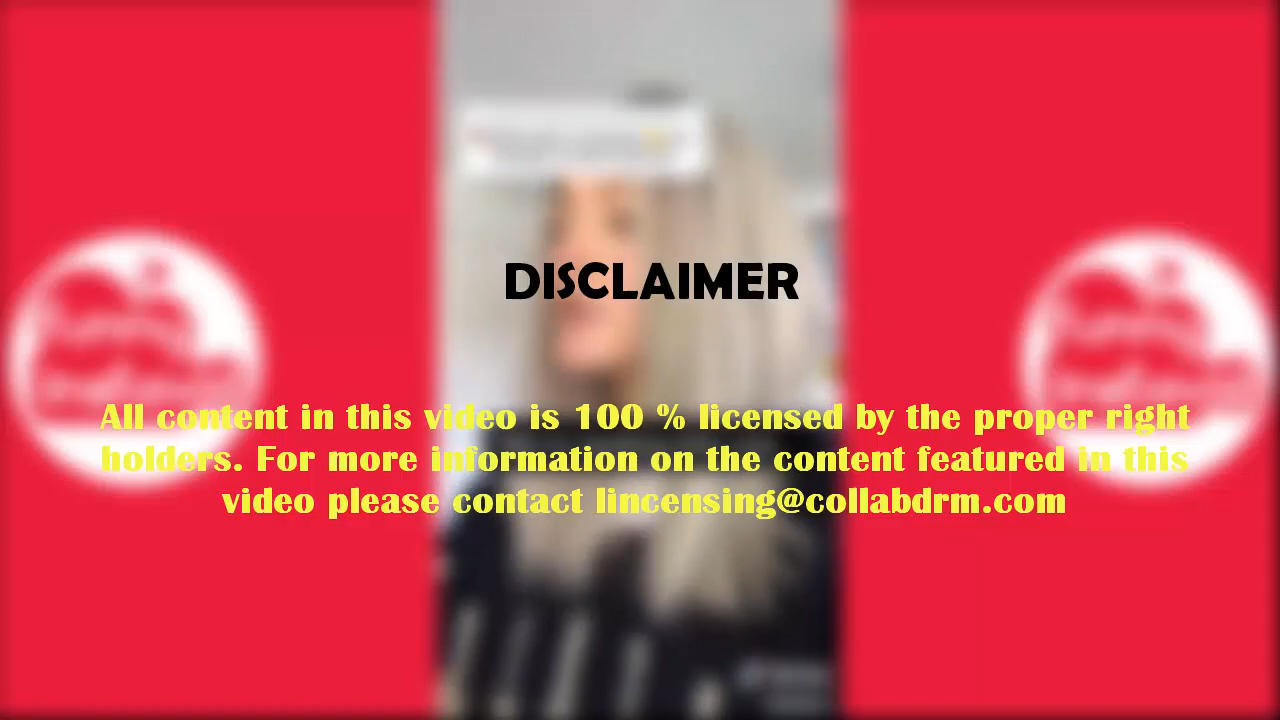 DISCLAIMER
All content in this video is 100 % licensed by the proper right
holders. For more information on the content featured in this
video please contact lincensing@collabdrm.com